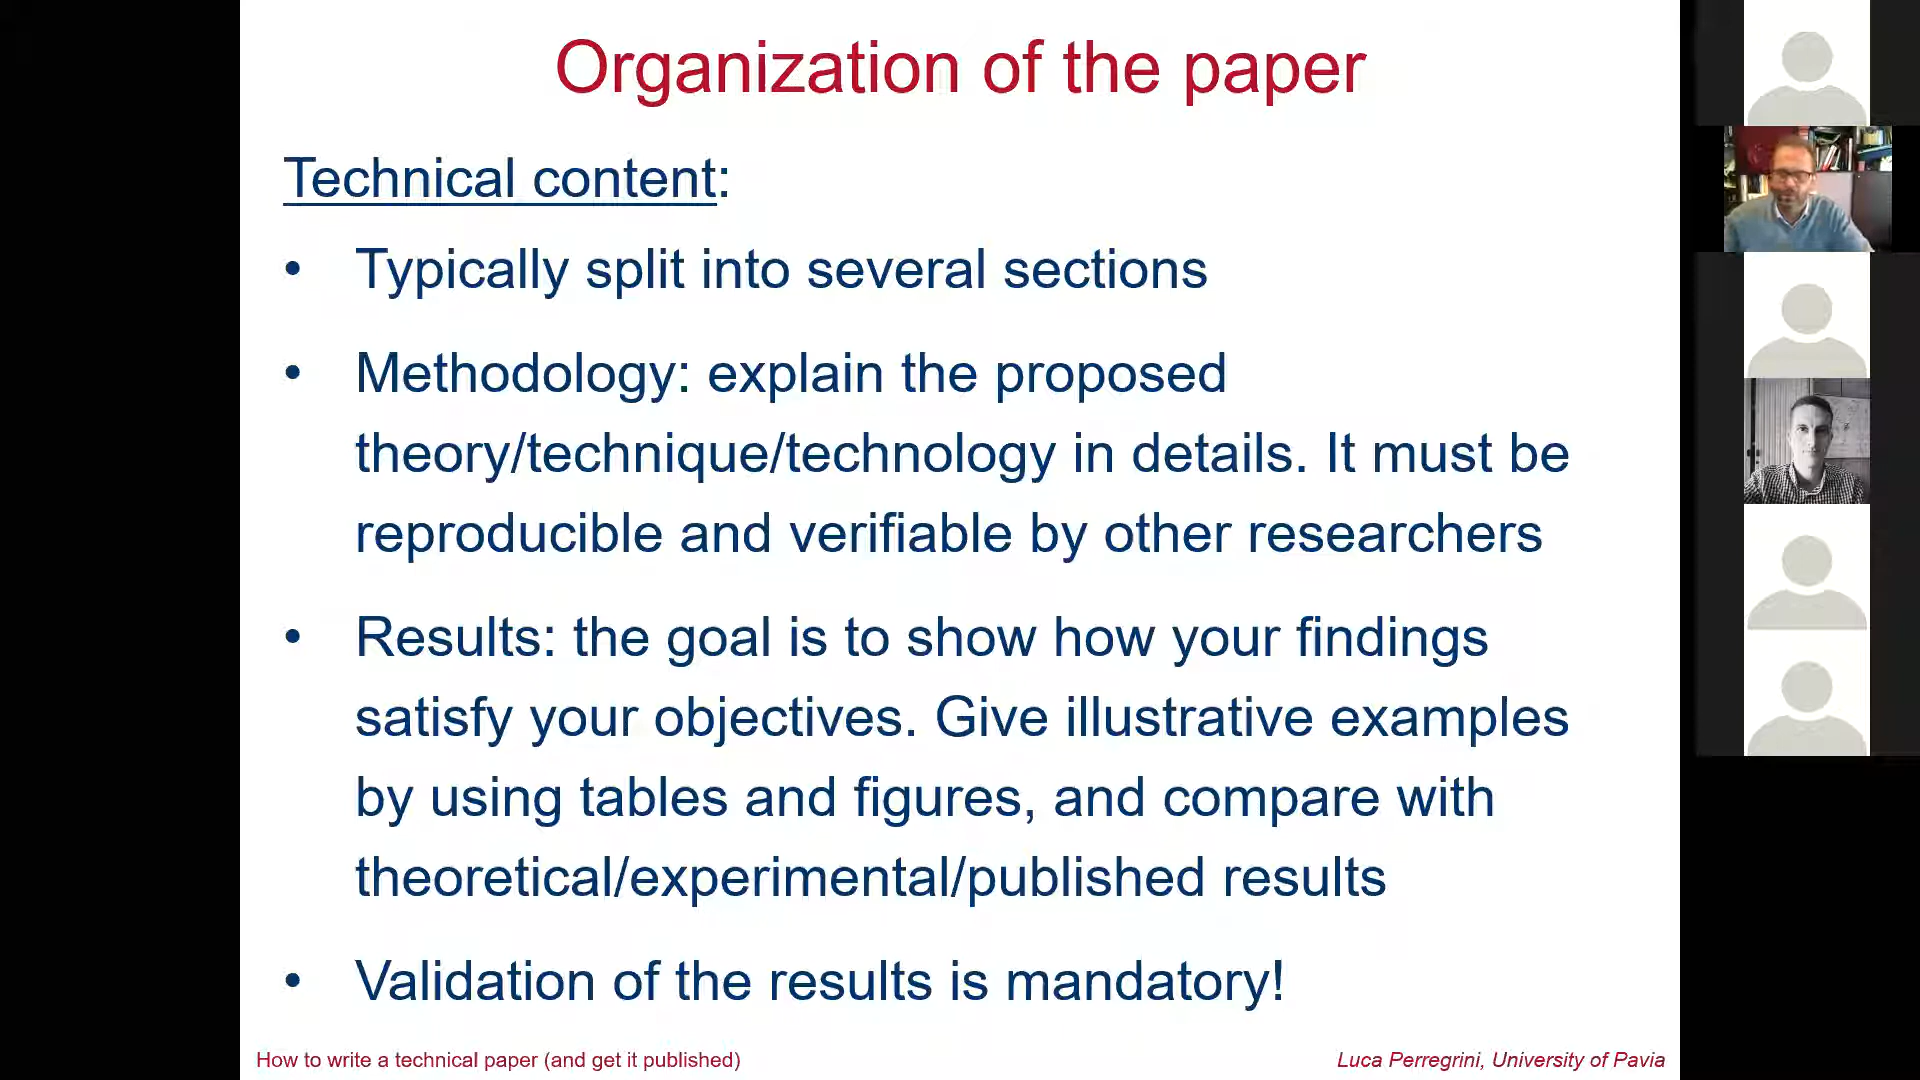 Organization of the paper
Technical content:
• Typically split into several sections
• Methodology: explain the proposed
theory/technique/technology in details. It must be
reproducible and verifiable by other researchers
• Results: the goal is to show how your findings
satisfy your objectives. Give illustrative examples
by using tables and figures, and compare with
theoretical/experimental/published results
• Validation of the results is mandatory!
How to write a technical paper (and get it published)
Luca Perregrini, University of Pavia